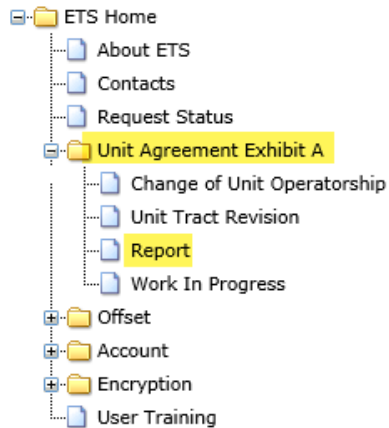 ETS Home
About ETS
Contacts
Request Status
Unit Agreement Exhibit A
Change of Unit Operatorship
Unit Tract Revision
Report
Work In Progress
Offset
Account
Encryption
User Training